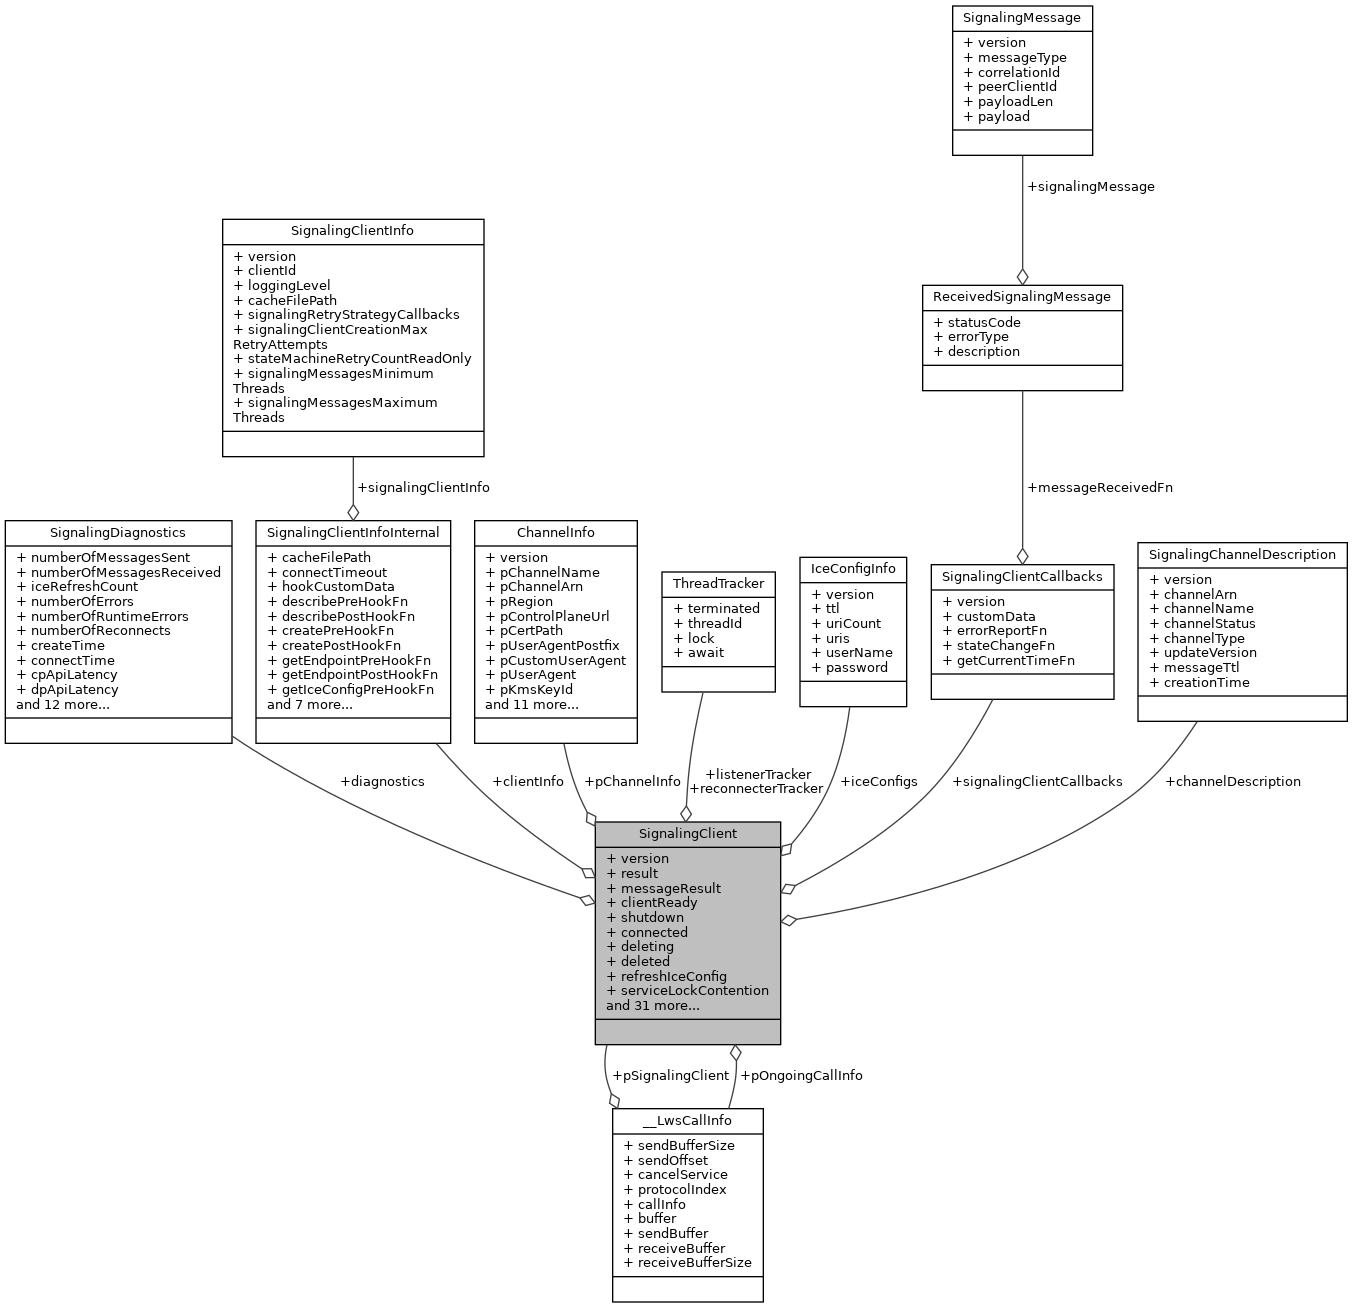 SignalingMessage
+ version
+ messageType
+ correlationId
+ peerClientId
+ payloadLen
+ payload
+signalingMessage
SignalingClientInfo
+ version
+ clientId
+ loggingLevel
+ cacheFilePath
+ signalingRetryStrategyCallbacks
+ signalingClientCreationMax
RetryAttempts
+ stateMachineRetryCountReadOnly
+ signalingMessagesMinimum
Threads
+ signalingMessagesMaximum
Threads
+signalingClientInfo
ReceivedSignalingMessage
+ statusCode
+ errorType
+ description
+messageReceivedFn
SignalingDiagnostics
+ numberOfMessagesSent
+ numberOfMessagesReceived
+ iceRefreshCount
+ numberOfErrors
+ numberOfRuntimeErrors
+ numberOfReconnects
+ createTime
+ connectTime
+ cpApiLatency
+ dpApiLatency
and 12 more...
+diagnostics
SignalingClientInfoInternal
+ cacheFilePath
+ connectTimeout
+ hookCustomData
+ describePreHookFn
+ describePostHookFn
+ createPreHookFn
+ createPostHookFn
+ getEndpointPreHookFn
+ getEndpointPostHookFn
+ getIceConfigPreHookFn
and 7 more...
+clientInfo
ChannelInfo
+ version
+ pChannelName
+ pChannelArn
+ pRegion
+ pControlPlaneUrl
+ pCertPath
+ pUserAgentPostfix
+ pCustomUserAgent
+ pUserAgent
+ pKmsKeyId
and 11 more...
+pChannelInfo
ThreadTracker
+ terminated
+ threadId
+ lock
+ await
+listenerTracker
+reconnecterTracker
IceConfigInfo
+ version
+ ttl
+ uriCount
+ uris
+ userName
+ password
+iceConfigs
SignalingClientCallbacks
+ version
+ customData
+ errorReportFn
+ stateChangeFn
+ getCurrentTimeFn
+signalingClientCallbacks
SignalingChannelDescription
+ version
+ channelArn
+ channelName
+ channelStatus
+ channelType
+ updateVersion
+ messageTtl
+ creationTime
+channelDescription
SignalingClient
+ version
+ result
+ messageResult
+ clientReady
+ shutdown
+ connected
+ deleting
+ deleted
+ refreshIceConfig
+ serviceLockContention
and 31 more...
+pSignalingClient
+pOngoingCallInfo
__LwsCallInfo
+ sendBufferSize
+ sendOffset
+ cancelService
+ protocolIndex
+ callInfo
+ buffer
+ sendBuffer
+ receiveBuffer
+ receiveBufferSize